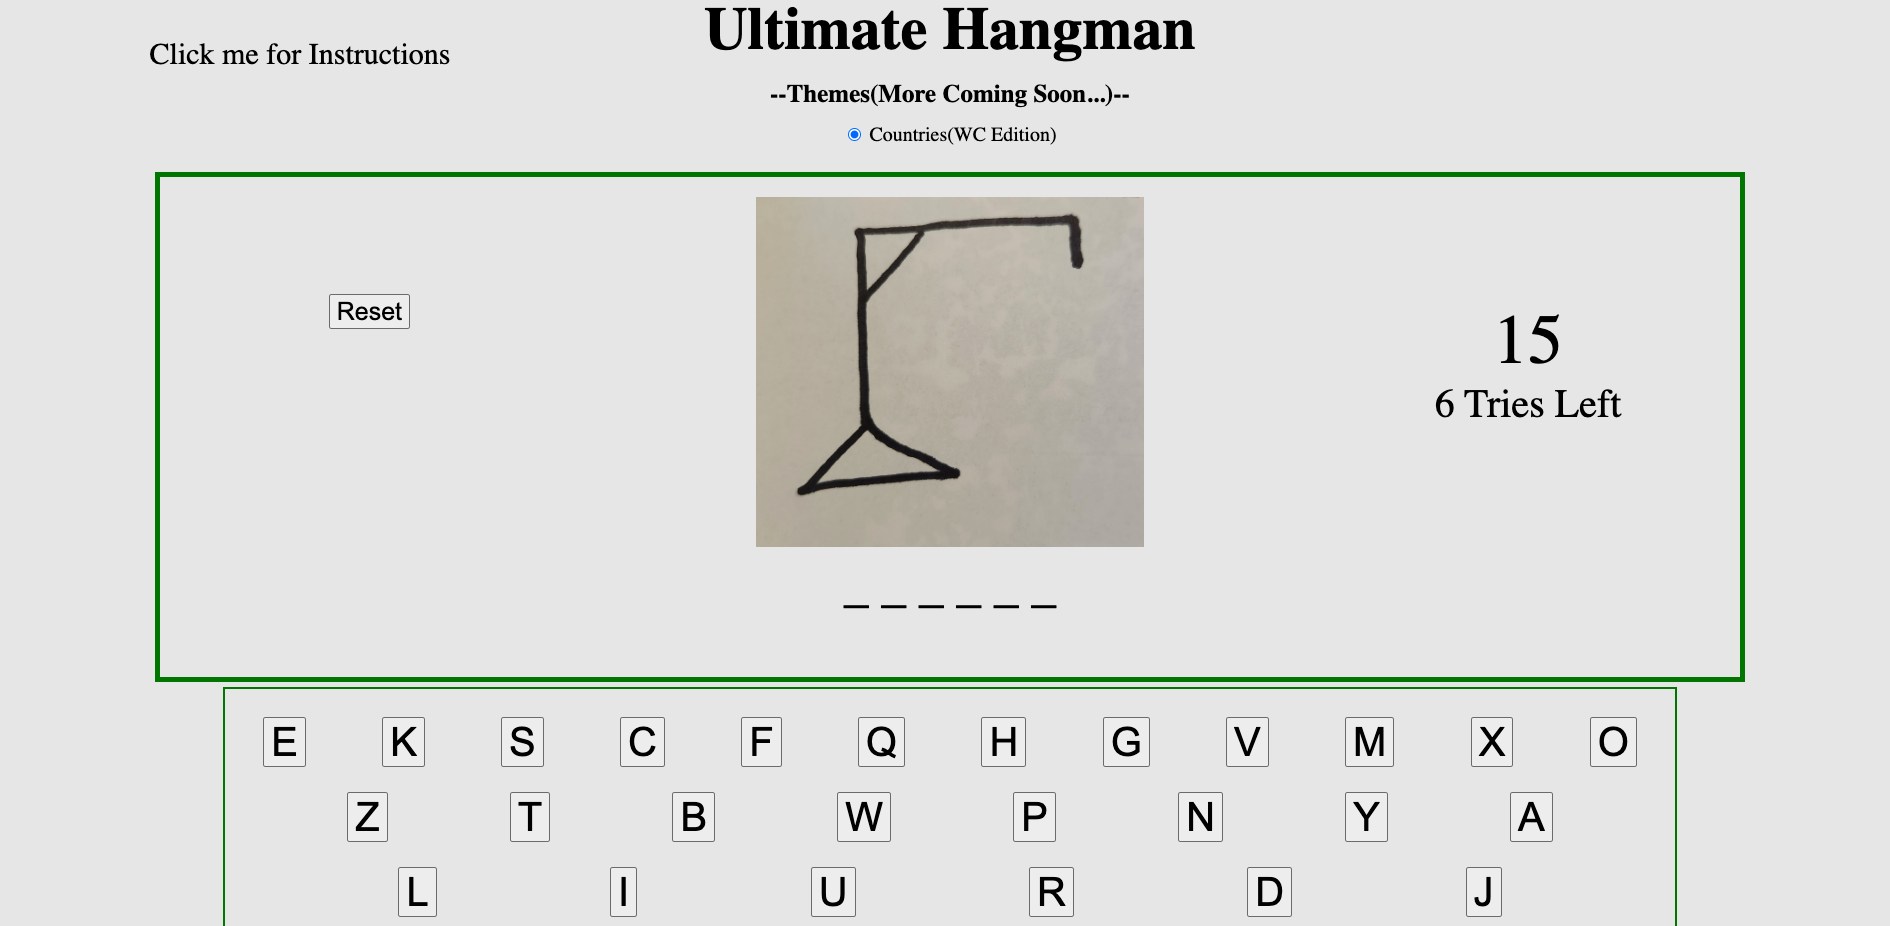 Ultimate Hangman
Click me for Instructions
--Themes(More Coming Soon...)--
Countries(WC Edition)
Reset
15
6 Tries Left
_ _ _ _ _ _
E K S C F Q H G V M X O
Z T B W P N Y A
L I U R D J